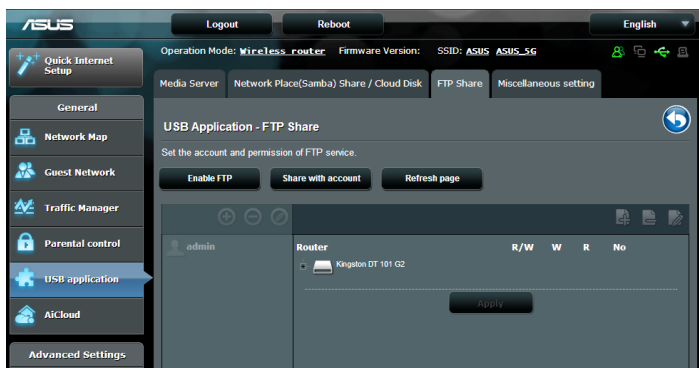 ASUS
Logout Reboot English
Quick Internet Setup
Operation Mode: Wireless router Firmware Version: SSID: ASUS ASUS_5G
Media Server Network Place(Samba) Share / Cloud Disk FTP Share Miscellaneous setting
General
Network Map
Guest Network
Traffic Manager
Parental control
USB application
AiCloud
Advanced Settings
USB Application - FTP Share
Set the account and permission of FTP service.
Enable FTP Share with account Refresh page
admin
Router R/W W R No
Kingston DT 101 G2
Apply